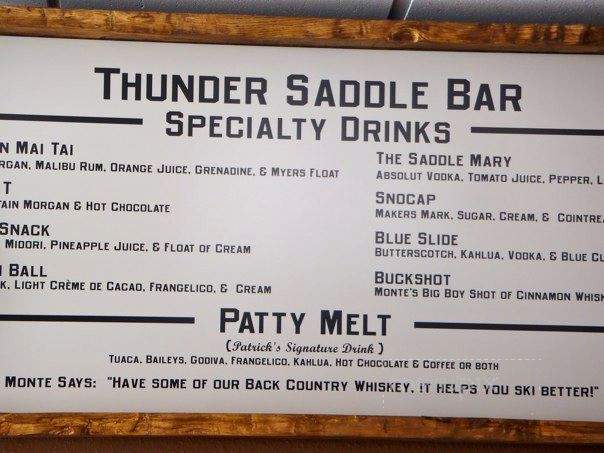 THUNDER SADDLE BAR
SPECIALTY DRINKS
N MAI TAI
RGAN, MALIBU RUM, ORANGE JUICE, GRENADINE, & MYERS FLOAT
T
TAIN MORGAN & HOT CHOCOLATE
SNACK
MIDORI, PINEAPPLE JUICE, & FLOAT OF CREAM
BALL
K, LIGHT CRÈME DE CACAO, FRANGELICO, & CREAM
THE SADDLE MARY
ABSOLUT VODKA, TOMATO JUICE, PEPPER, L
SNOCAP
MAKERS MARK, SUGAR, CREAM, & COINTREA
BLUE SLIDE
BUTTERSCOTCH, KAHLUA, VODKA, & BLUE CU
BUCKSHOT
MONTE'S BIG BOY SHOT OF CINNAMON WHISK
PATTY MELT
(Patrick's Signature Drink)
TUACA, BAILEYS, GODIVA, FRANGELICO, KAHLUA, HOT CHOCOLATE & COFFEE OR BOTH
MONTE SAYS: "HAVE SOME OF OUR BACK COUNTRY WHISKEY, IT HELPS YOU SKI BETTER!"